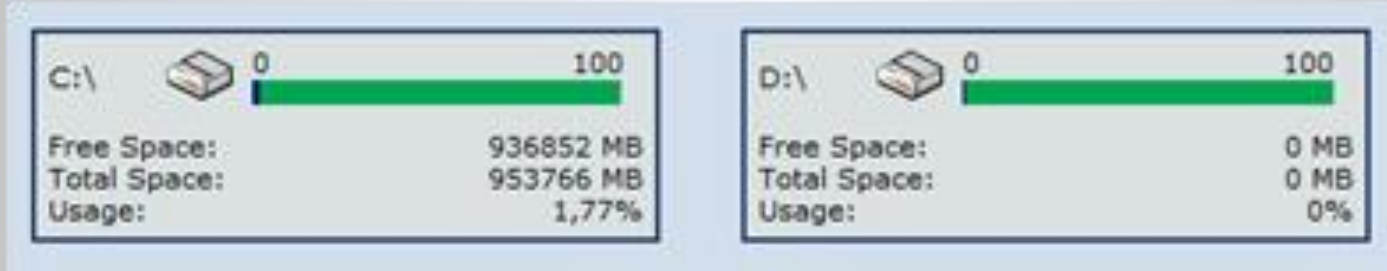 C:\
0 100
Free Space: 936852 MB
Total Space: 953766 MB
Usage: 1,77%
D:\
0 100
Free Space: 0 MB
Total Space: 0 MB
Usage: 0%